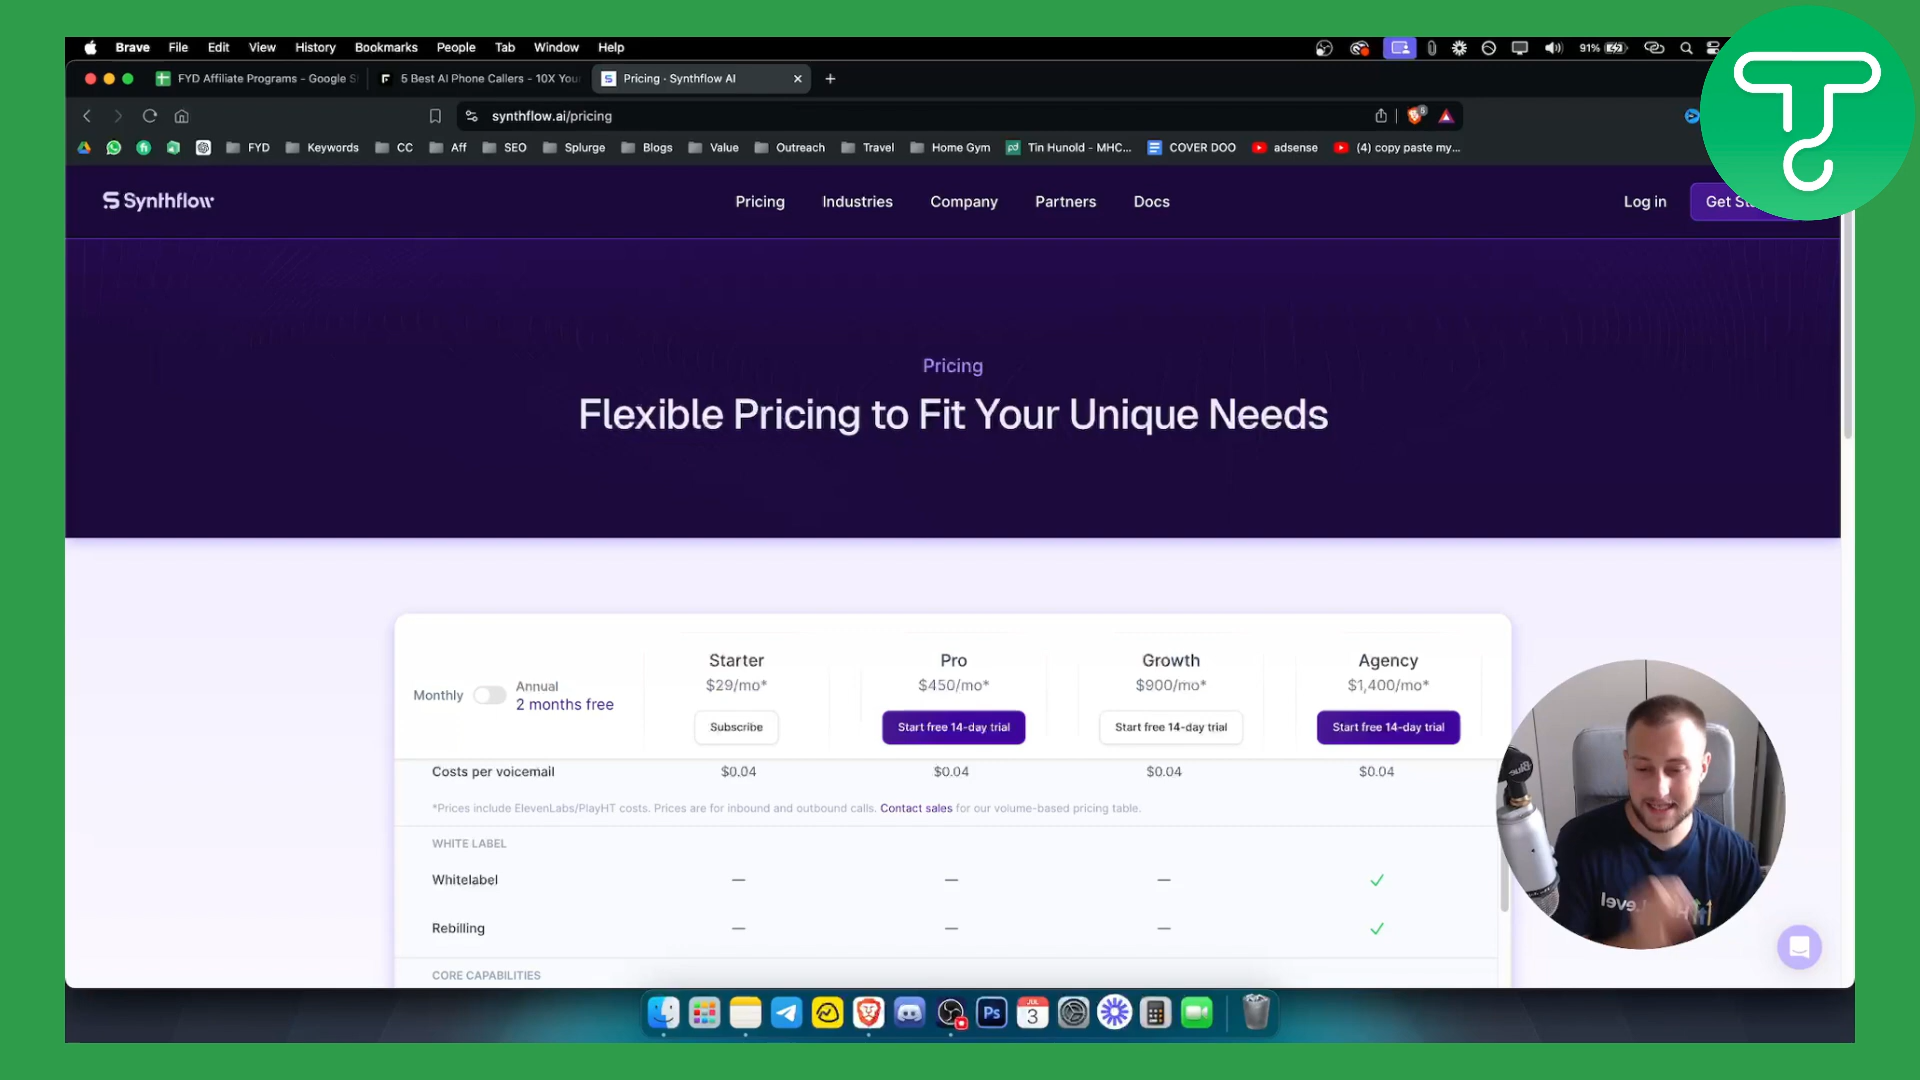 Brave File Edit View History Bookmarks People Tab Window Help 91%
FYD Affiliate Programs - Google S 5 Best AI Phone Callers - 10X You Pricing · Synthflow AI
synthflow.ai/pricing
FYD Keywords CC Aff SEO Splurge Blogs Value Outreach Travel Home Gym Tin Hunold - MHC... COVER DOO adsense (4) copy paste my...
Synthflow Pricing Industries Company Partners Docs Log in Get
Pricing
Flexible Pricing to Fit Your Unique Needs
Starter Pro Growth Agency
Monthly Annual $29/mo* $450/mo* $900/mo* $1,400/mo*
2 months free
Subscribe Start free 14-day trial Start free 14-day trial Start free 14-day trial
Costs per voicemail $0.04 $0.04 $0.04 $0.04
*Prices include ElevenLabs/PlayHT costs. Prices are for inbound and outbound calls. Contact sales for our volume-based pricing table.
WHITE LABEL
Whitelabel — — —
Rebilling — — —
CORE CAPABILITIES
Blue
Ps JUL 3